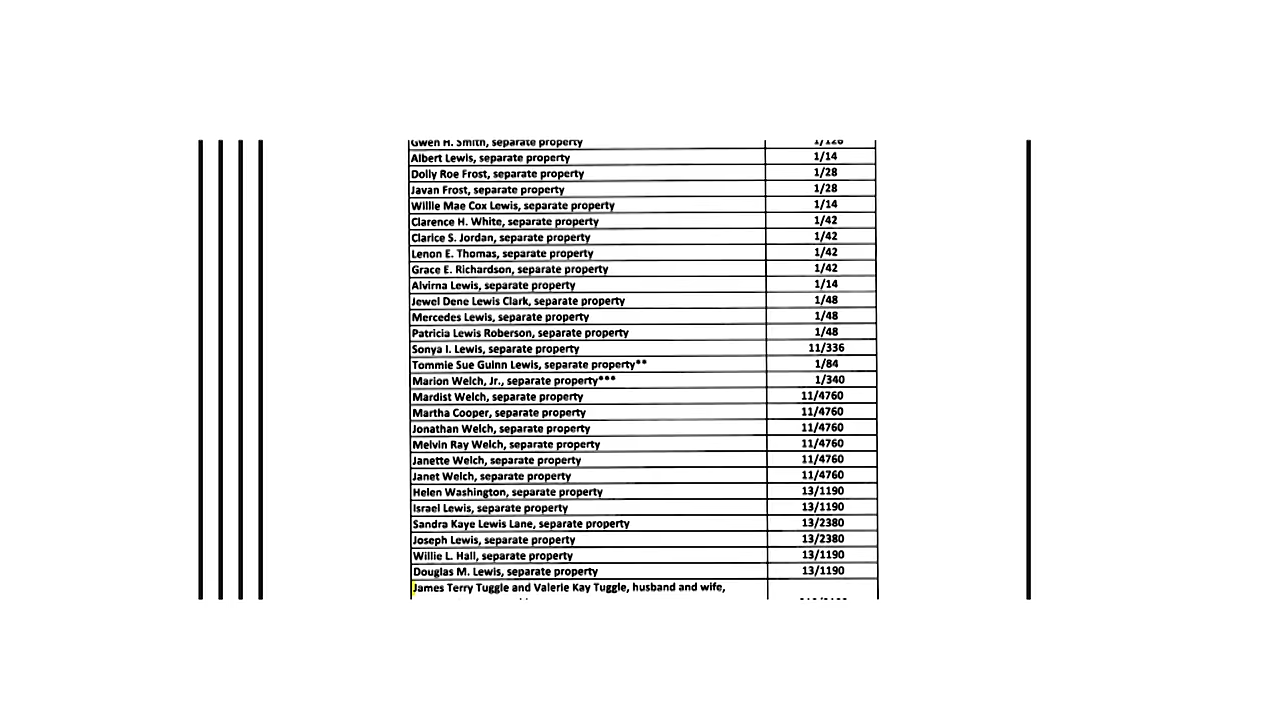 Gwen H. Smith, separate property 1/126
Albert Lewis, separate property 1/14
Dolly Roe Frost, separate property 1/28
Javan Frost, separate property 1/28
Willie Mae Cox Lewis, separate property 1/14
Clarence H. White, separate property 1/42
Clarice S. Jordan, separate property 1/42
Lenon E. Thomas, separate property 1/42
Grace E. Richardson, separate property 1/42
Alvirna Lewis, separate property 1/14
Jewel Dene Lewis Clark, separate property 1/48
Mercedes Lewis, separate property 1/48
Patricia Lewis Roberson, separate property 1/48
Sonya I. Lewis, separate property 11/336
Tommie Sue Guinn Lewis, separate property** 1/84
Marion Welch, Jr., separate property*** 1/340
Mardist Welch, separate property 11/4760
Martha Cooper, separate property 11/4760
Jonathan Welch, separate property 11/4760
Melvin Ray Welch, separate property 11/4760
Janette Welch, separate property 11/4760
Janet Welch, separate property 11/4760
Helen Washington, separate property 13/1190
Israel Lewis, separate property 13/1190
Sandra Kaye Lewis Lane, separate property 13/2380
Joseph Lewis, separate property 13/2380
Willie L. Hall, separate property 13/1190
Douglas M. Lewis, separate property 13/1190
James Terry Tuggle and Valerie Kay Tuggle, husband and wife,